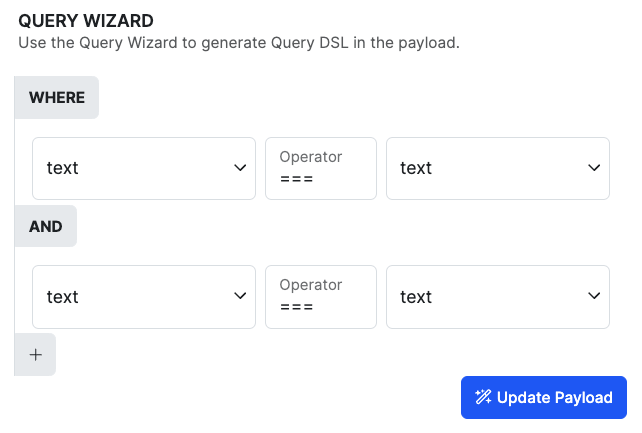 QUERY WIZARD
Use the Query Wizard to generate Query DSL in the payload.
WHERE
text
Operator
===
text
AND
text
Operator
===
text
+
Update Payload